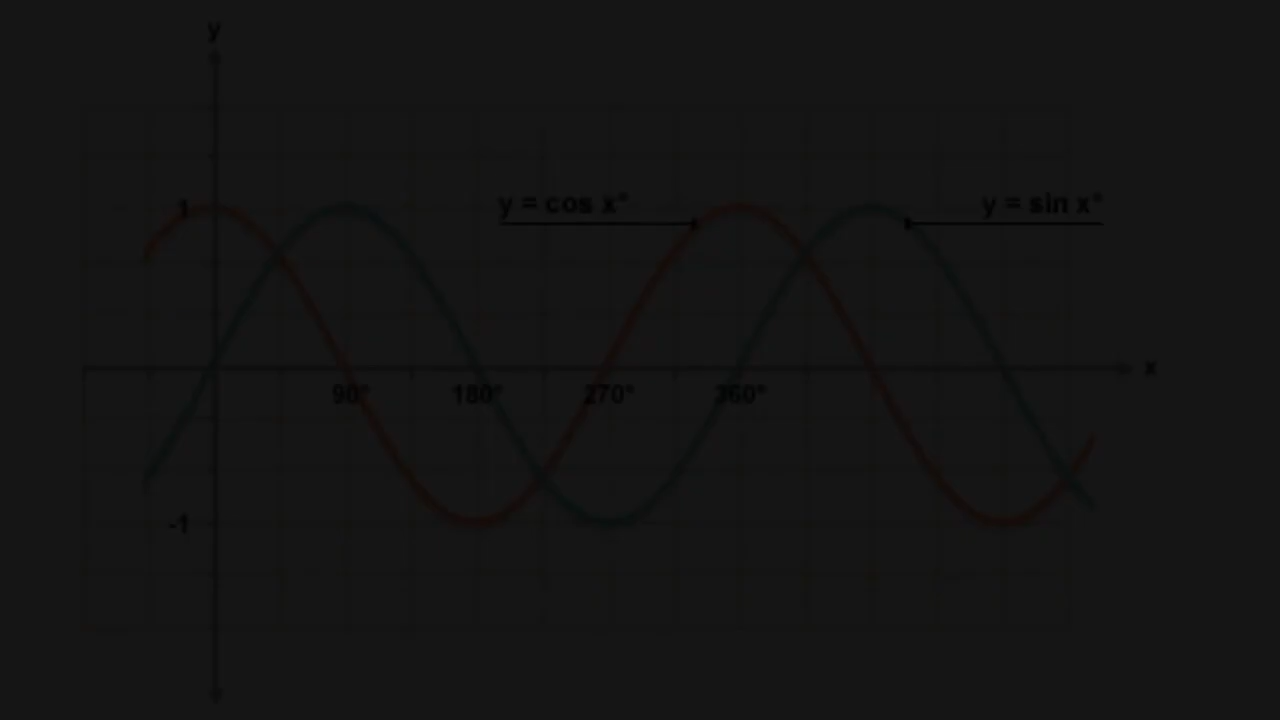 y
1
y = cos x°
y = sin x°
x
90°
180°
270°
360°
-1